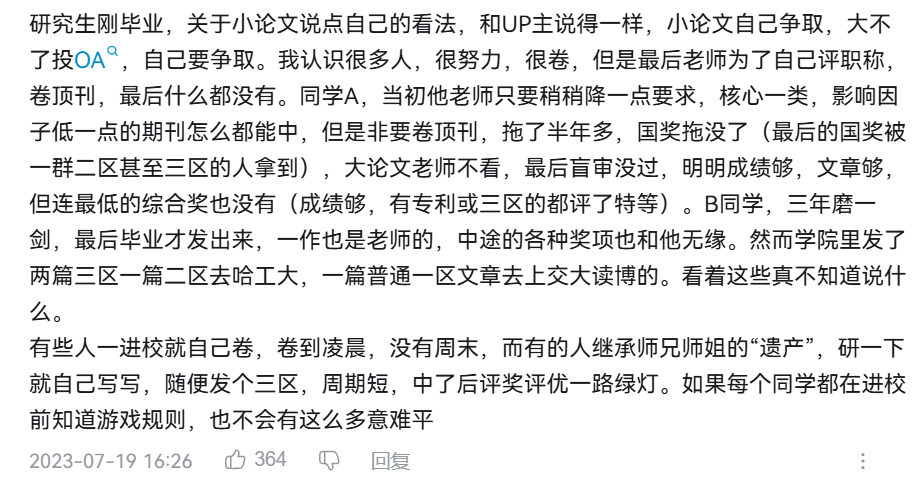 研究生刚毕业，关于小论文说点自己的看法，和UP主说得一样，小论文自己争取，大不
了投OA，自己要争取。我认识很多人，很努力，很卷，但是最后老师为了自己评职称，
卷顶刊，最后什么都没有。同学A，当初他老师只要稍稍降一点要求，核心一类，影响因
子低一点的期刊怎么都能中，但是非要卷顶刊，拖了半年多，国奖拖没了（最后的国奖被
一群二区甚至三区的人拿到），大论文老师不看，最后盲审没过，明明成绩够，文章够，
但连最低的综合奖也没有（成绩够，有专利或三区的都评了特等）。B同学，三年磨一
剑，最后毕业才发出来，一作也是老师的，中途的各种奖项也和他无缘。然而学院里发了
两篇三区一篇二区去哈工大，一篇普通一区文章去上交大读博的。看着这些真不知道说什
么。
有些人一进校就自己卷，卷到凌晨，没有周末，而有的人继承师兄师姐的“遗产”，研一下
就自己写写，随便发个三区，周期短，中了后评奖评优一路绿灯。如果每个同学都在进校
前知道游戏规则，也不会有这么多意难平
2023-07-19 16:26 364 回复